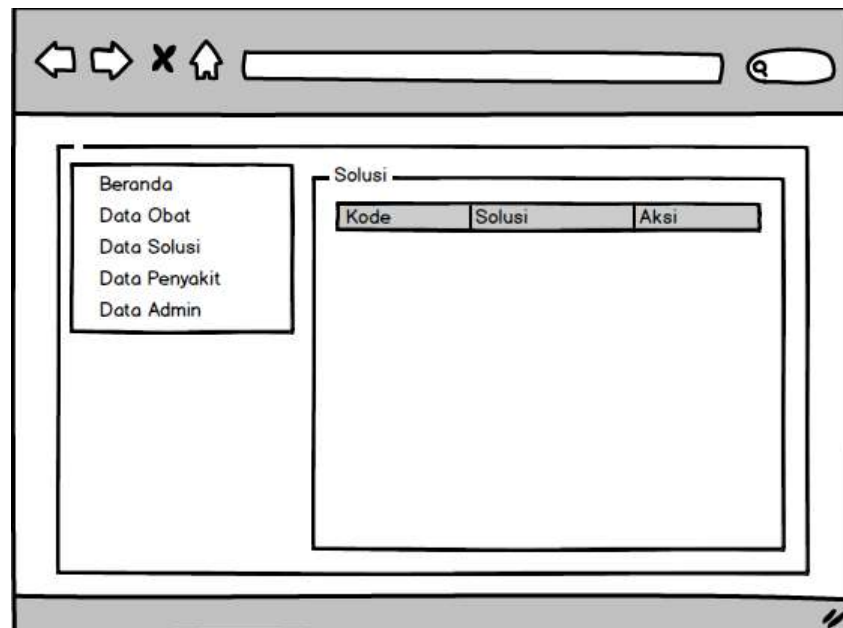 Beranda
Data Obat
Data Solusi
Data Penyakit
Data Admin
Solusi
Kode Solusi Aksi